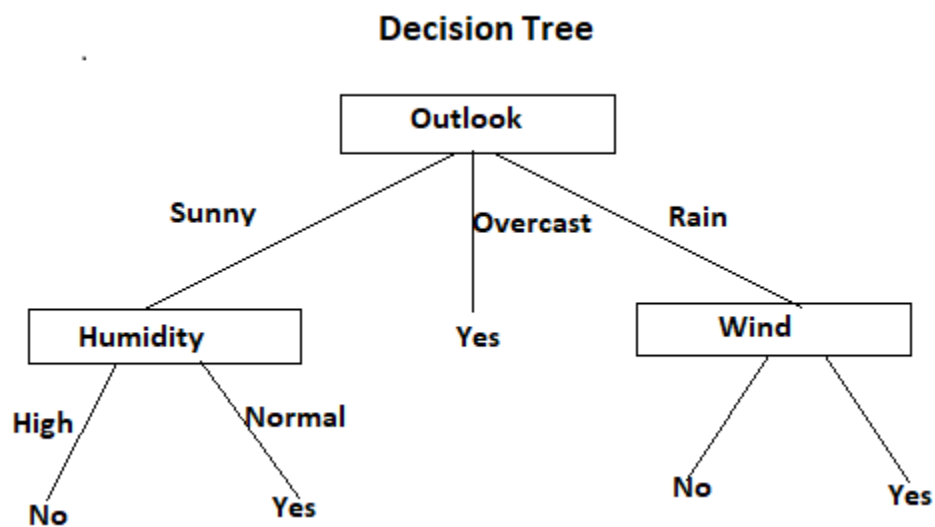 Decision Tree
Outlook
Sunny
Overcast
Rain
Humidity
Yes
Wind
High
Normal
No
Yes
No
Yes